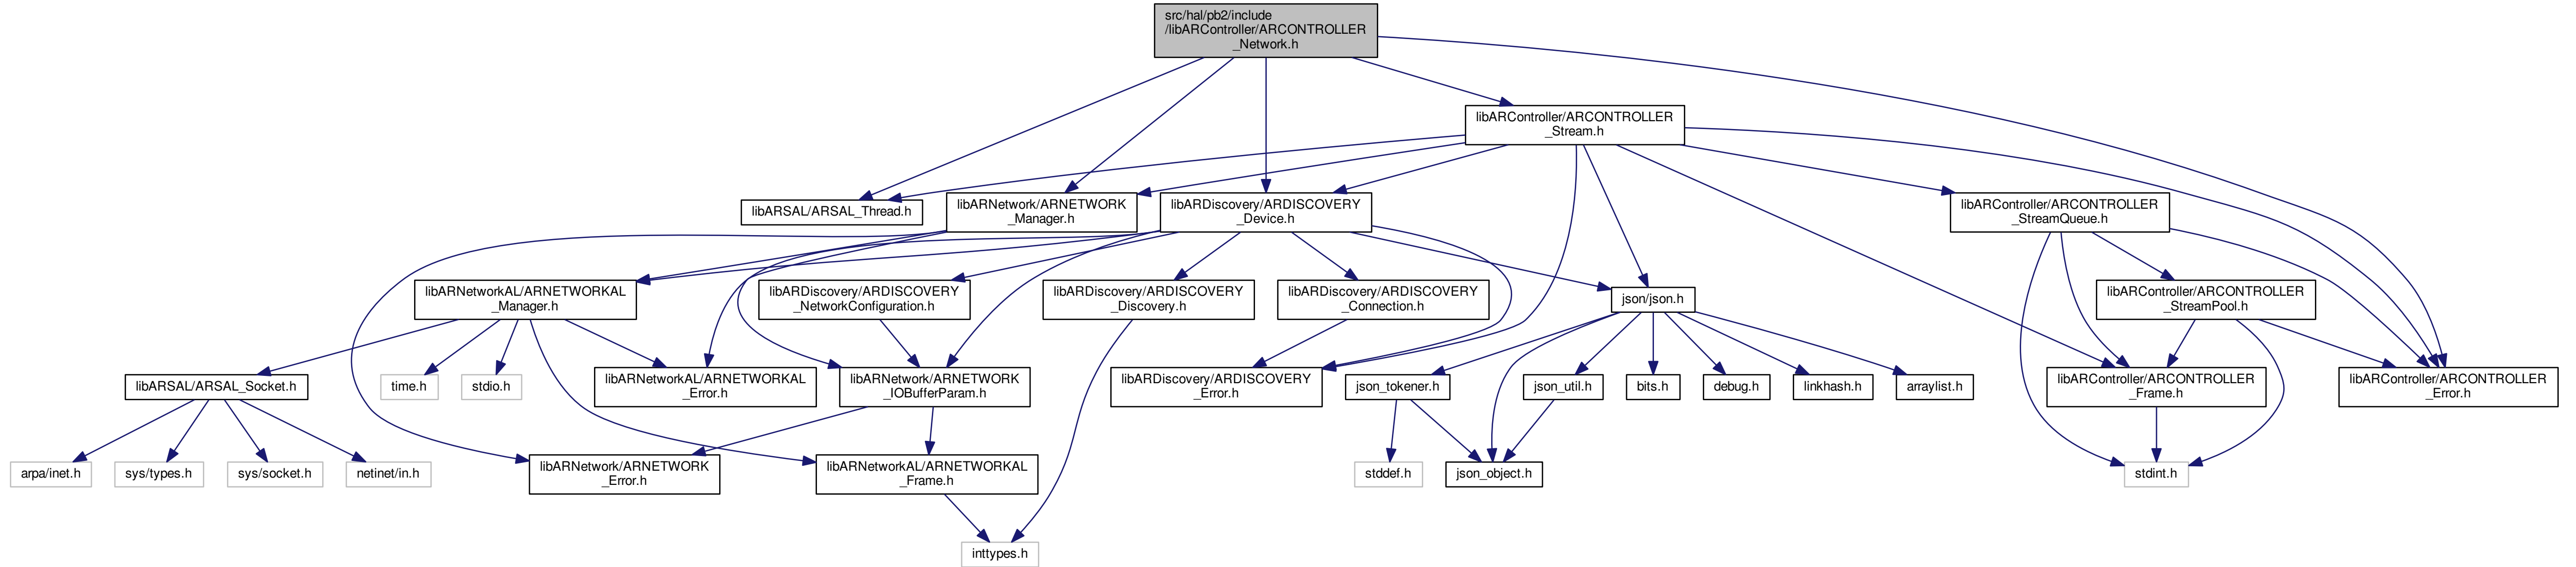 src/hal/pb2/include
/libARController/ARCONTROLLER
_Network.h
libARController/ARCONTROLLER
_Stream.h
libARSAL/ARSAL_Thread.h
libARNetwork/ARNETWORK
_Manager.h
libARDiscovery/ARDISCOVERY
_Device.h
libARController/ARCONTROLLER
_StreamQueue.h
libARNetworkAL/ARNETWORKAL
_Manager.h
libARDiscovery/ARDISCOVERY
_NetworkConfiguration.h
libARDiscovery/ARDISCOVERY
_Discovery.h
libARDiscovery/ARDISCOVERY
_Connection.h
json/json.h
libARController/ARCONTROLLER
_StreamPool.h
libARSAL/ARSAL_Socket.h
time.h
stdio.h
libARNetworkAL/ARNETWORKAL
_Error.h
libARNetwork/ARNETWORK
_IOBufferParam.h
libARDiscovery/ARDISCOVERY
_Error.h
json_tokener.h
json_util.h
bits.h
debug.h
linkhash.h
arraylist.h
libARController/ARCONTROLLER
_Frame.h
libARController/ARCONTROLLER
_Error.h
arpa/inet.h
sys/types.h
sys/socket.h
netinet/in.h
libARNetwork/ARNETWORK
_Error.h
libARNetworkAL/ARNETWORKAL
_Frame.h
stddef.h
json_object.h
stdint.h
inttypes.h